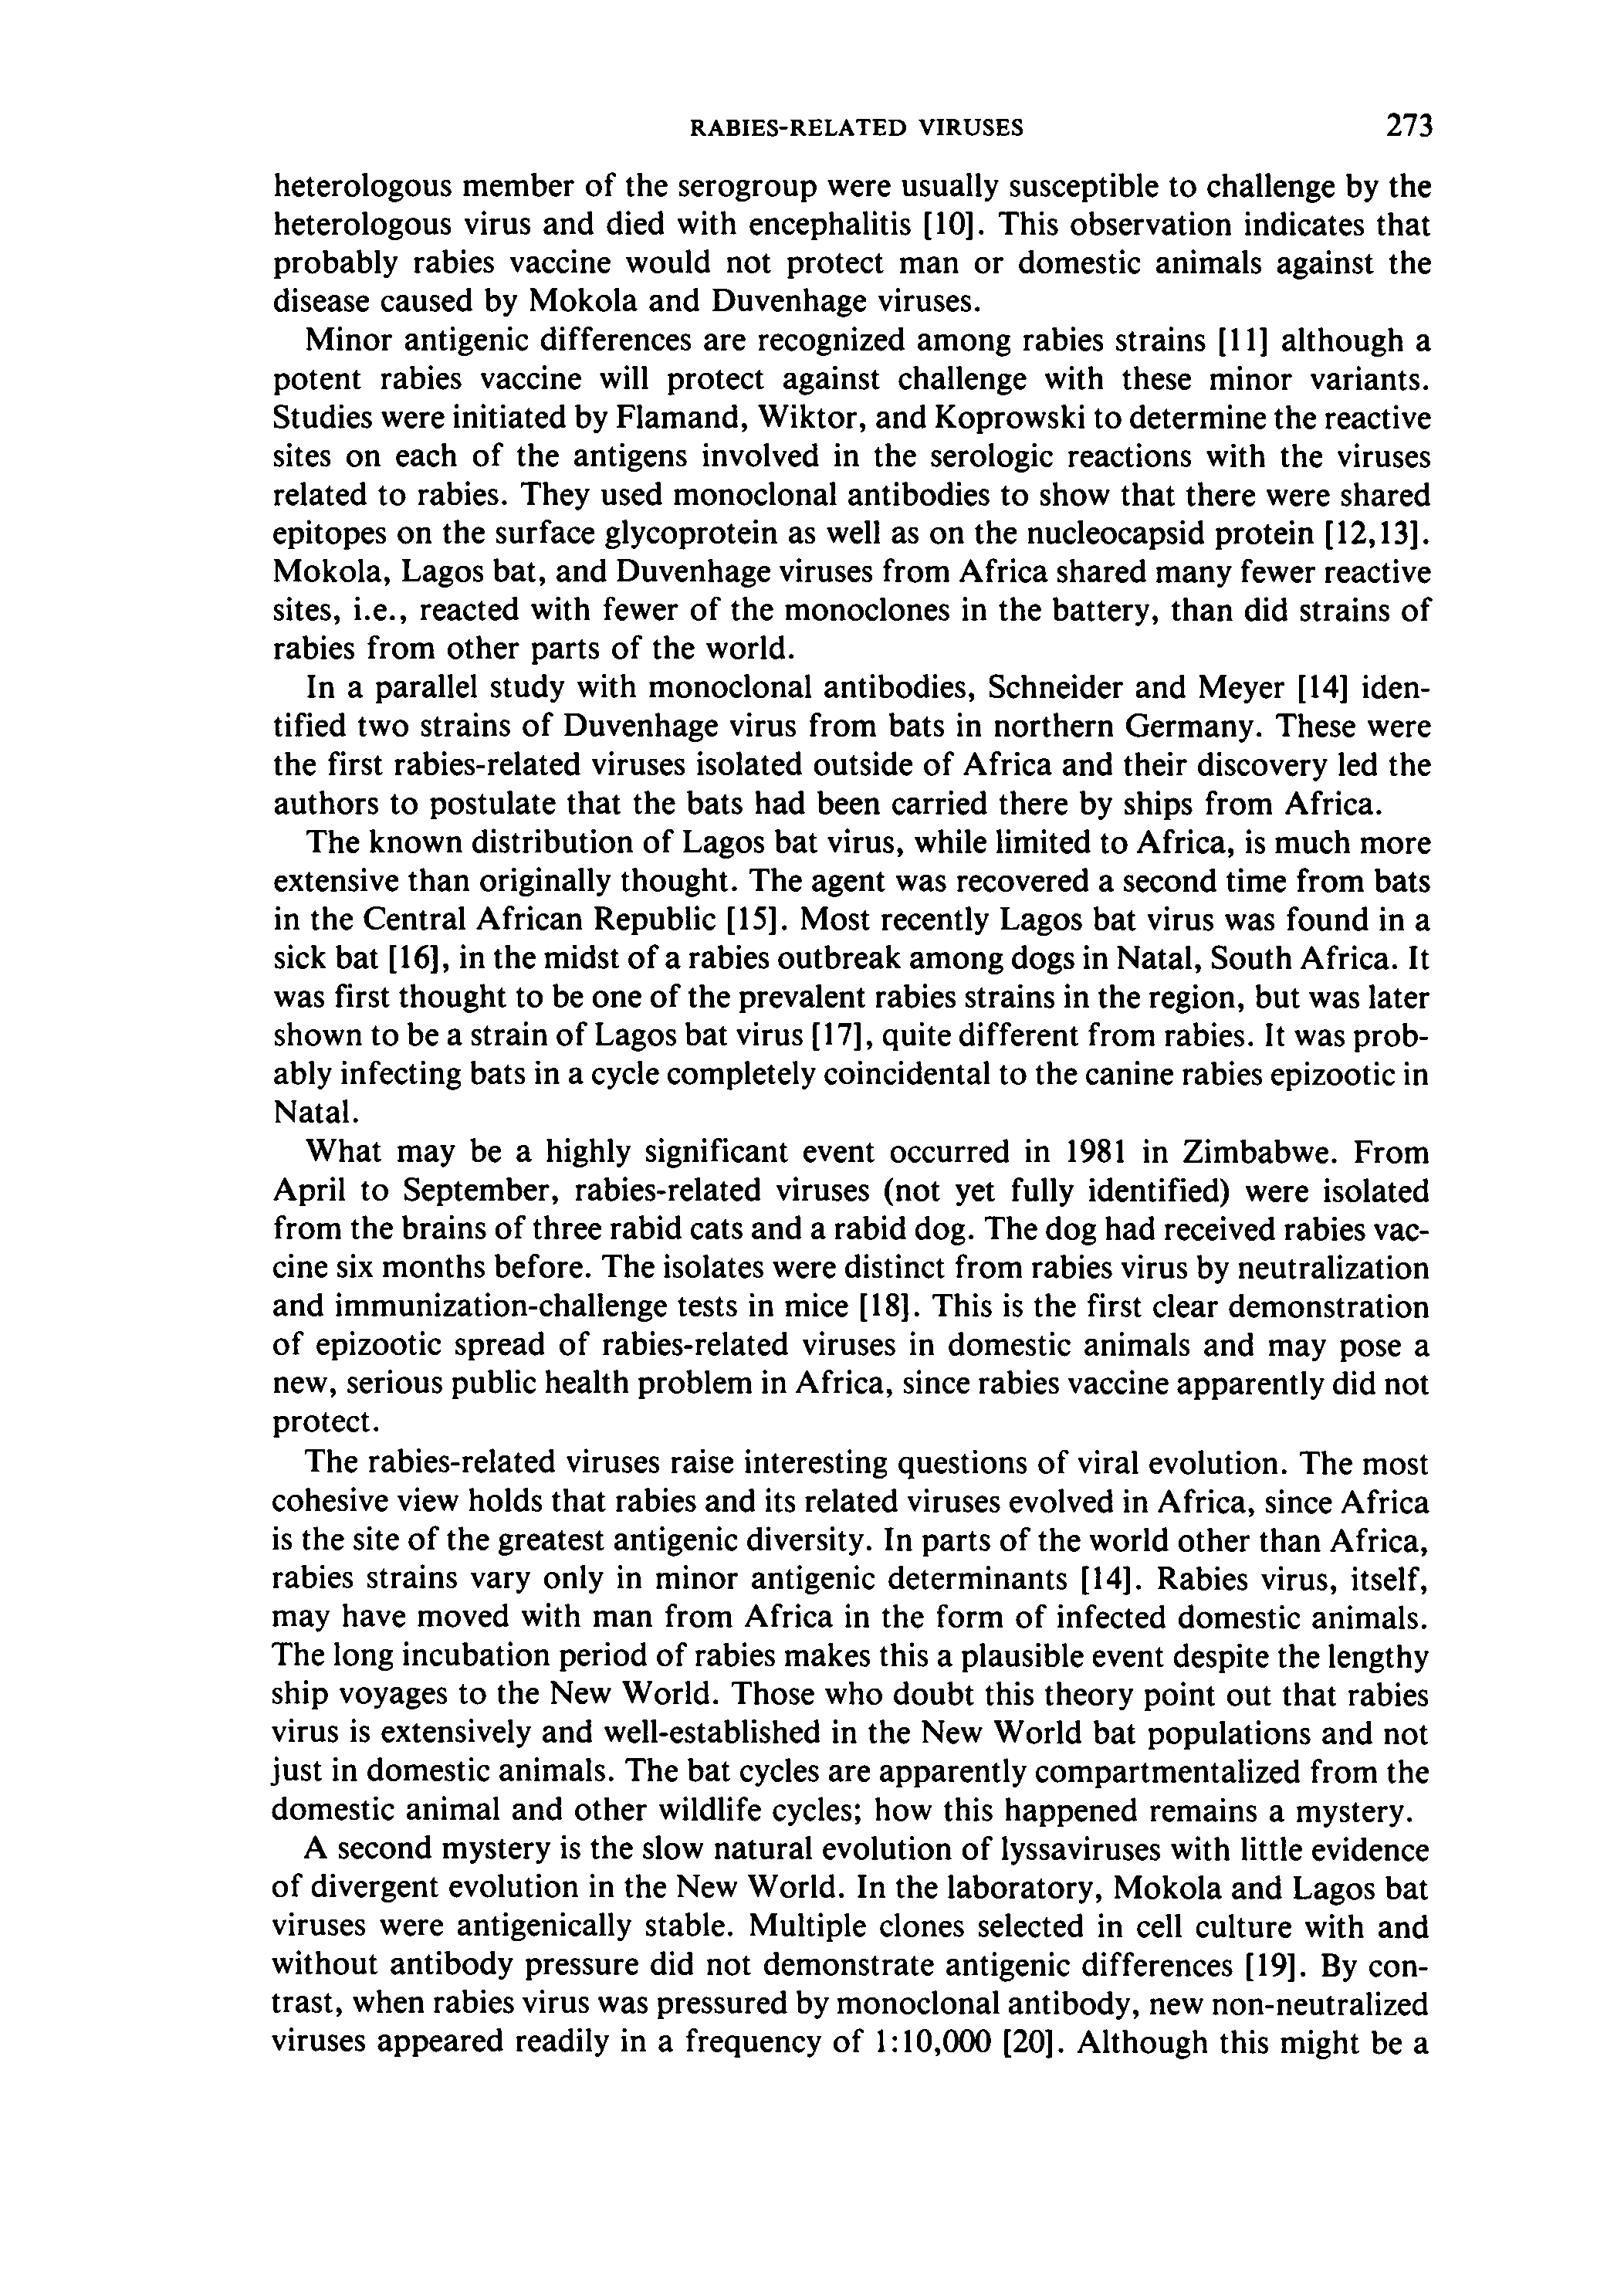 RABIES-RELATED VIRUSES 273
heterologous member of the serogroup were usually susceptible to challenge by the
heterologous virus and died with encephalitis [10]. This observation indicates that
probably rabies vaccine would not protect man or domestic animals against the
disease caused by Mokola and Duvenhage viruses.
Minor antigenic differences are recognized among rabies strains [11] although a
potent rabies vaccine will protect against challenge with these minor variants.
Studies were initiated by Flamand, Wiktor, and Koprowski to determine the reactive
sites on each of the antigens involved in the serologic reactions with the viruses
related to rabies. They used monoclonal antibodies to show that there were shared
epitopes on the surface glycoprotein as well as on the nucleocapsid protein [12,13].
Mokola, Lagos bat, and Duvenhage viruses from Africa shared many fewer reactive
sites, i.e., reacted with fewer of the monoclones in the battery, than did strains of
rabies from other parts of the world.
In a parallel study with monoclonal antibodies, Schneider and Meyer [14] iden-
tified two strains of Duvenhage virus from bats in northern Germany. These were
the first rabies-related viruses isolated outside of Africa and their discovery led the
authors to postulate that the bats had been carried there by ships from Africa.
The known distribution of Lagos bat virus, while limited to Africa, is much more
extensive than originally thought. The agent was recovered a second time from bats
in the Central African Republic [15]. Most recently Lagos bat virus was found in a
sick bat [16], in the midst of a rabies outbreak among dogs in Natal, South Africa. It
was first thought to be one of the prevalent rabies strains in the region, but was later
shown to be a strain of Lagos bat virus [17], quite different from rabies. It was prob-
ably infecting bats in a cycle completely coincidental to the canine rabies epizootic in
Natal.
What may be a highly significant event occurred in 1981 in Zimbabwe. From
April to September, rabies-related viruses (not yet fully identified) were isolated
from the brains of three rabid cats and a rabid dog. The dog had received rabies vac-
cine six months before. The isolates were distinct from rabies virus by neutralization
and immunization-challenge tests in mice [18]. This is the first clear demonstration
of epizootic spread of rabies-related viruses in domestic animals and may pose a
new, serious public health problem in Africa, since rabies vaccine apparently did not
protect.
The rabies-related viruses raise interesting questions of viral evolution. The most
cohesive view holds that rabies and its related viruses evolved in Africa, since Africa
is the site of the greatest antigenic diversity. In parts of the world other than Africa,
rabies strains vary only in minor antigenic determinants [14]. Rabies virus, itself,
may have moved with man from Africa in the form of infected domestic animals.
The long incubation period of rabies makes this a plausible event despite the lengthy
ship voyages to the New World. Those who doubt this theory point out that rabies
virus is extensively and well-established in the New World bat populations and not
just in domestic animals. The bat cycles are apparently compartmentalized from the
domestic animal and other wildlife cycles; how this happened remains a mystery.
A second mystery is the slow natural evolution of lyssaviruses with little evidence
of divergent evolution in the New World. In the laboratory, Mokola and Lagos bat
viruses were antigenically stable. Multiple clones selected in cell culture with and
without antibody pressure did not demonstrate antigenic differences [19]. By con-
trast, when rabies virus was pressured by monoclonal antibody, new non-neutralized
viruses appeared readily in a frequency of 1:10,000 [20]. Although this might be a